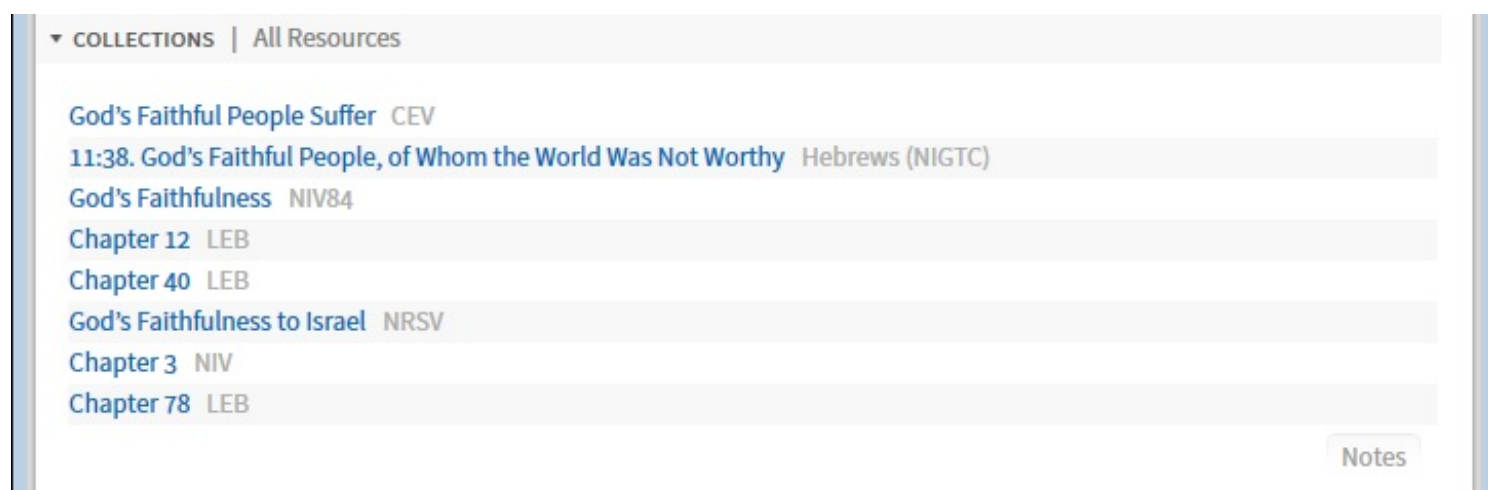 COLLECTIONS | All Resources
God’s Faithful People Suffer CEV
11:38. God’s Faithful People, of Whom the World Was Not Worthy Hebrews (NIGTC)
God’s Faithfulness NIV84
Chapter 12 LEB
Chapter 40 LEB
God’s Faithfulness to Israel NRSV
Chapter 3 NIV
Chapter 78 LEB
Notes